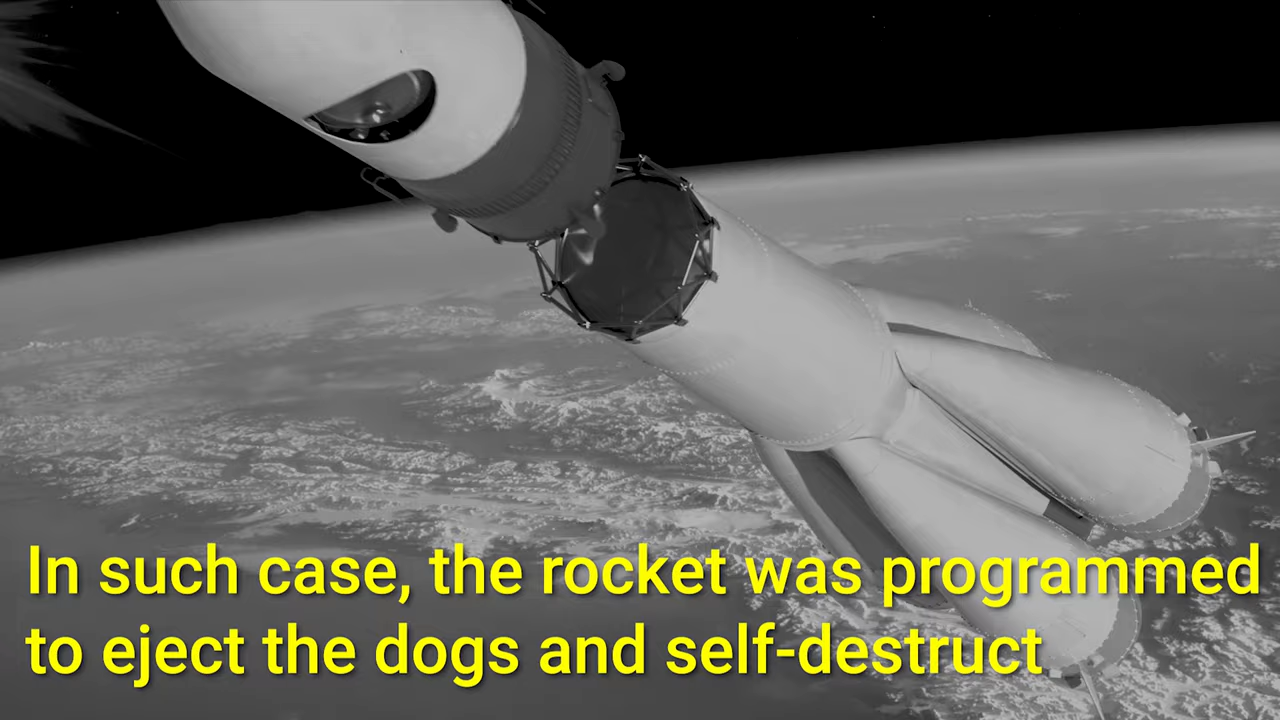 In such case, the rocket was programmed
to eject the dogs and self-destruct